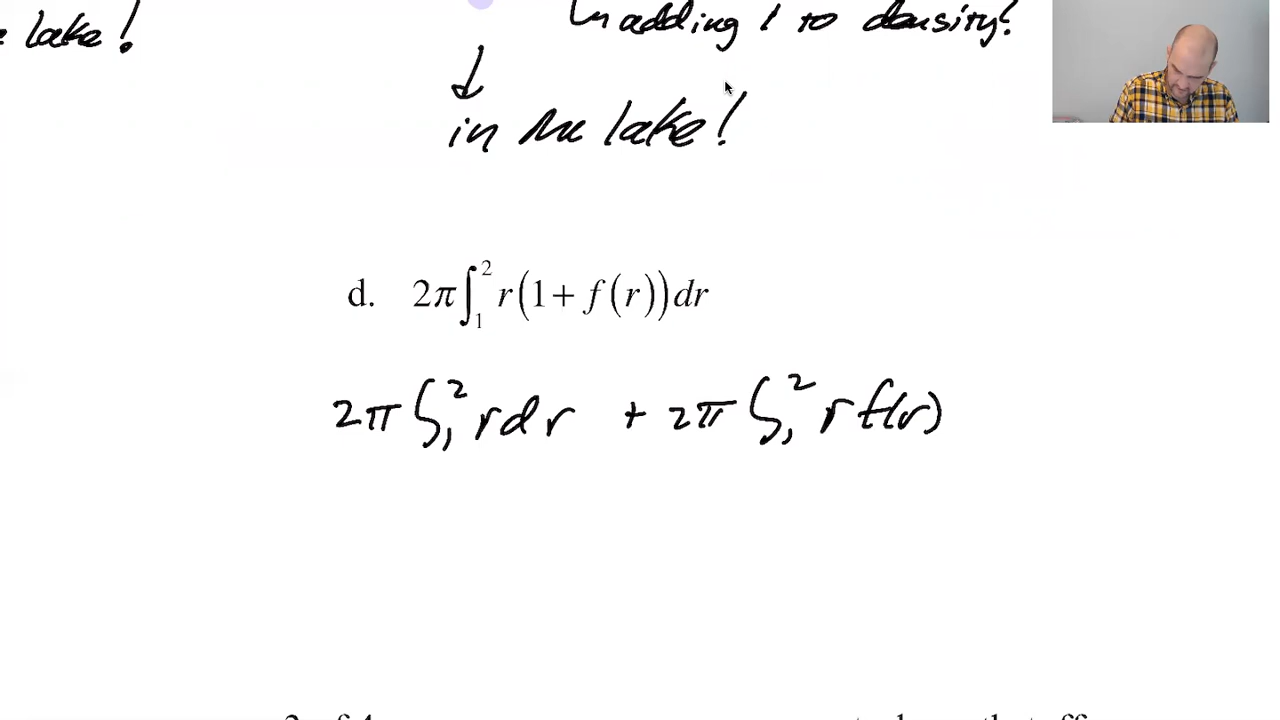 lake!
adding 1 to density?
↓
in the lake!
d. 2π∫₁² r(1+ f(r))dr
2π ∫₁² r dr + 2π ∫₁² r f(r)